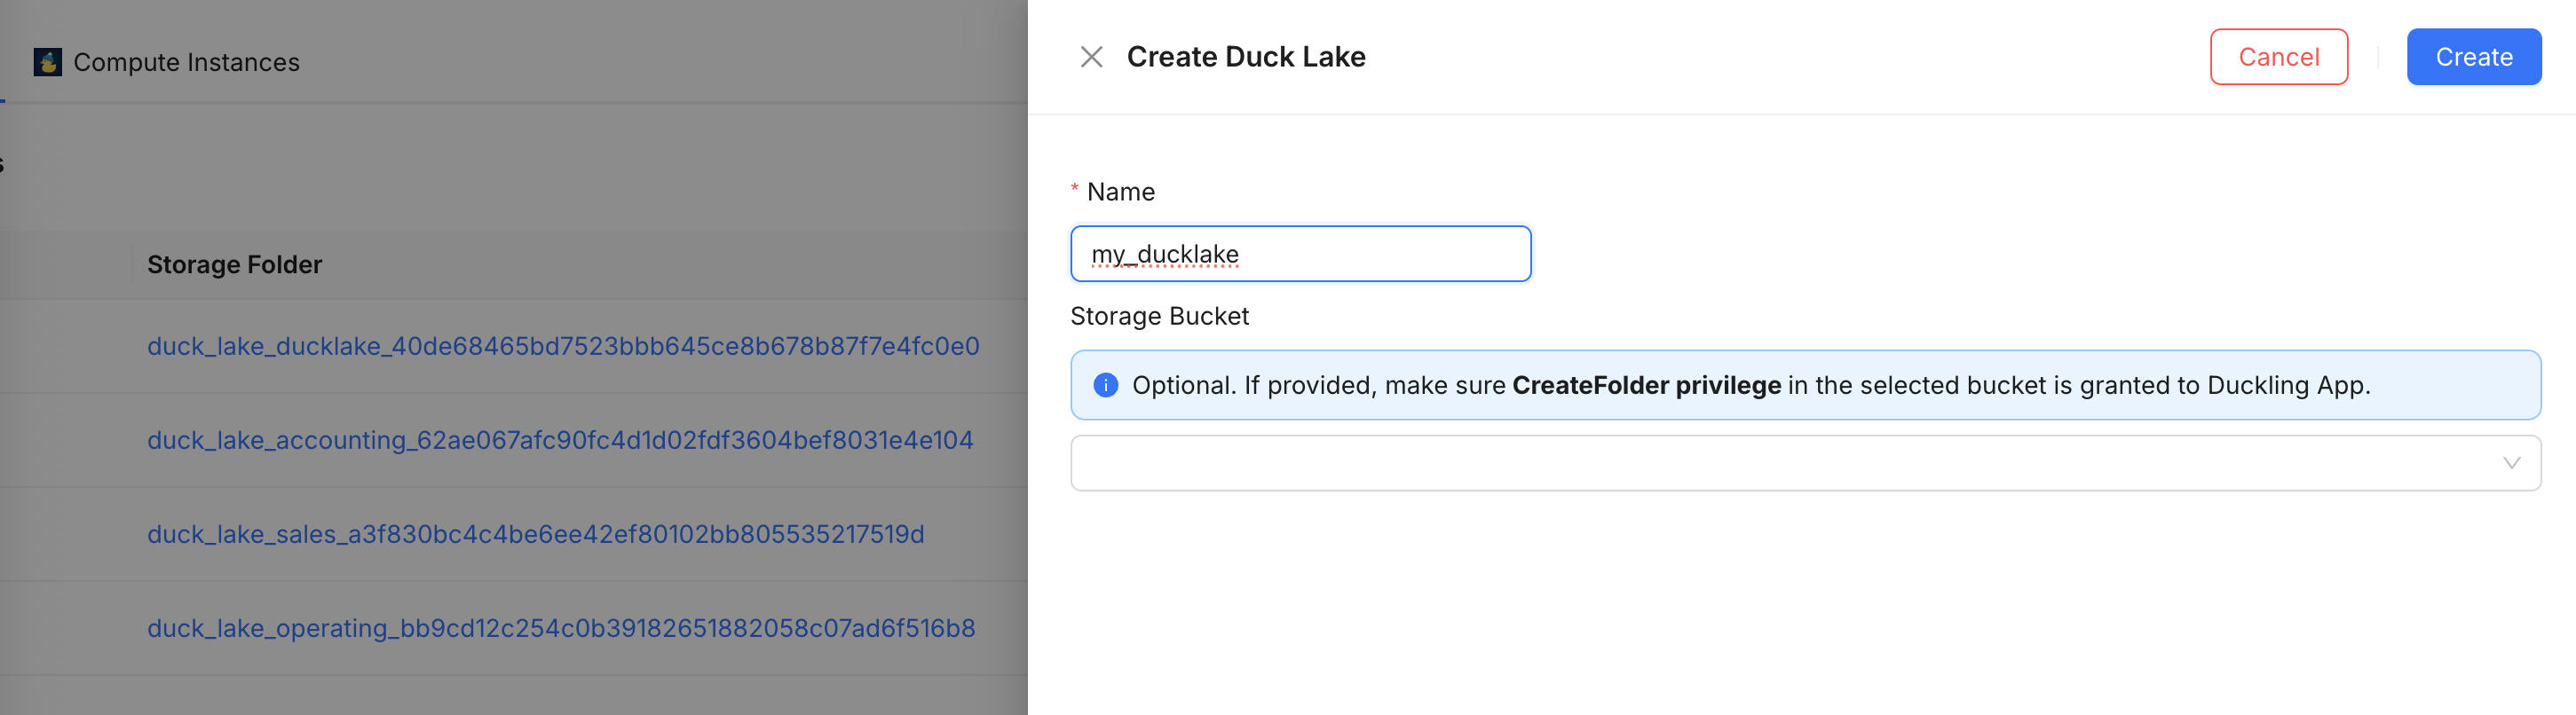 Compute Instances
s
Storage Folder
duck_lake_ducklake_40de68465bd7523bbb645ce8b678b87f7e4fc0e0
duck_lake_accounting_62ae067afc90fc4d1d02fdf3604bef8031e4e104
duck_lake_sales_a3f830bc4c4be6ee42ef80102bb805535217519d
duck_lake_operating_bb9cd12c254c0b39182651882058c07ad6f516b8
Create Duck Lake
Cancel
Create
* Name
my_ducklake
Storage Bucket
Optional. If provided, make sure CreateFolder privilege in the selected bucket is granted to Duckling App.